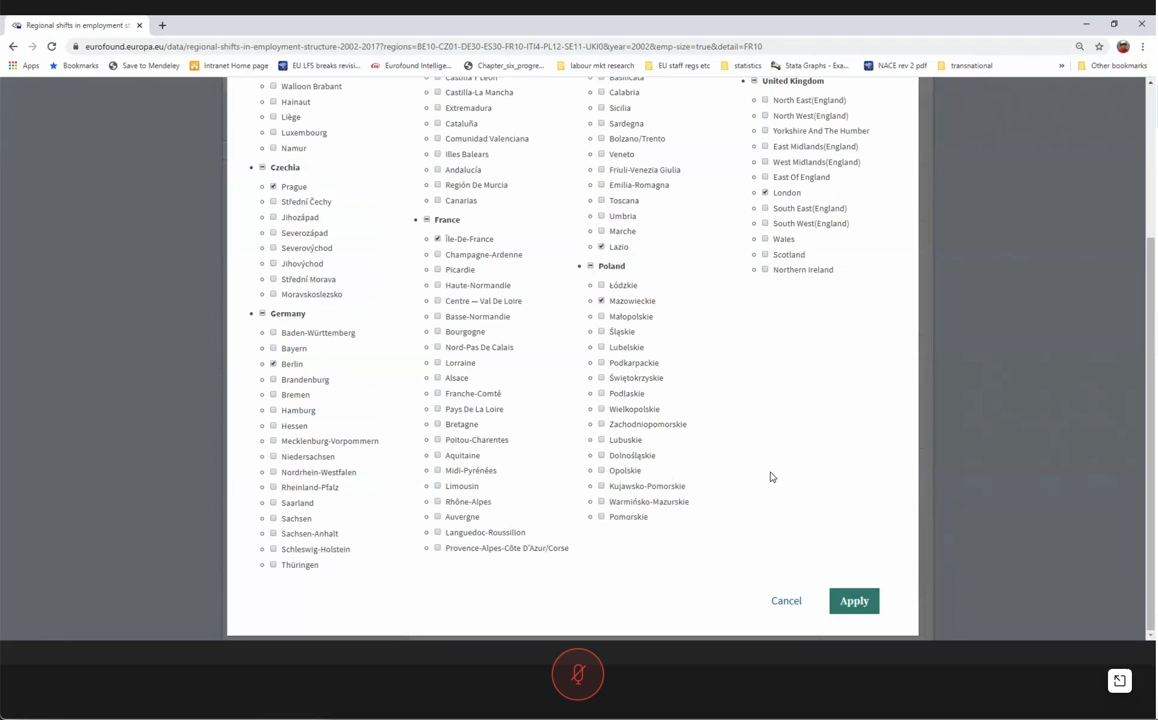 Regional shifts in employment st
eurofound.europa.eu/data/regional-shifts-in-employment-structure-2002-2017?regions=BE10-CZ01-DE30-ES30-FR10-ITI4-PL12-SE11-UKI0&year=2002&emp-size=true&detail=FR10
Apps
Bookmarks
Save to Mendeley
Intranet Home page
EU LFS breaks revisi...
Eurofound Intellige...
Chapter_six_progre...
labour mkt research
EU staff regs etc
statistics
Stata Graphs - Exa...
NACE rev 2 pdf
transnational
»
Other bookmarks
Walloon Brabant
Hainaut
Liège
Luxembourg
Namur
Czechia
Prague
Střední Čechy
Jihozápad
Severozápad
Severovýchod
Jihovýchod
Střední Morava
Moravskoslezsko
Germany
Baden-Württemberg
Bayern
Berlin
Brandenburg
Bremen
Hamburg
Hessen
Mecklenburg-Vorpommern
Niedersachsen
Nordrhein-Westfalen
Rheinland-Pfalz
Saarland
Sachsen
Sachsen-Anhalt
Schleswig-Holstein
Thüringen
Castilla Y León
Castilla-La Mancha
Extremadura
Cataluña
Comunidad Valenciana
Illes Balears
Andalucía
Región De Murcia
Canarias
France
Île-De-France
Champagne-Ardenne
Picardie
Haute-Normandie
Centre — Val De Loire
Basse-Normandie
Bourgogne
Nord-Pas De Calais
Lorraine
Alsace
Franche-Comté
Pays De La Loire
Bretagne
Poitou-Charentes
Aquitaine
Midi-Pyrénées
Limousin
Rhône-Alpes
Auvergne
Languedoc-Roussillon
Provence-Alpes-Côte D'Azur/Corse
Basilicata
Calabria
Sicilia
Sardegna
Bolzano/Trento
Veneto
Friuli-Venezia Giulia
Emilia-Romagna
Toscana
Umbria
Marche
Lazio
Poland
Łódzkie
Mazowieckie
Małopolskie
Śląskie
Lubelskie
Podkarpackie
Świętokrzyskie
Podlaskie
Wielkopolskie
Zachodniopomorskie
Lubuskie
Dolnośląskie
Opolskie
Kujawsko-Pomorskie
Warmińsko-Mazurskie
Pomorskie
United Kingdom
North East(England)
North West(England)
Yorkshire And The Humber
East Midlands(England)
West Midlands(England)
East Of England
London
South East(England)
South West(England)
Wales
Scotland
Northern Ireland
Cancel
Apply